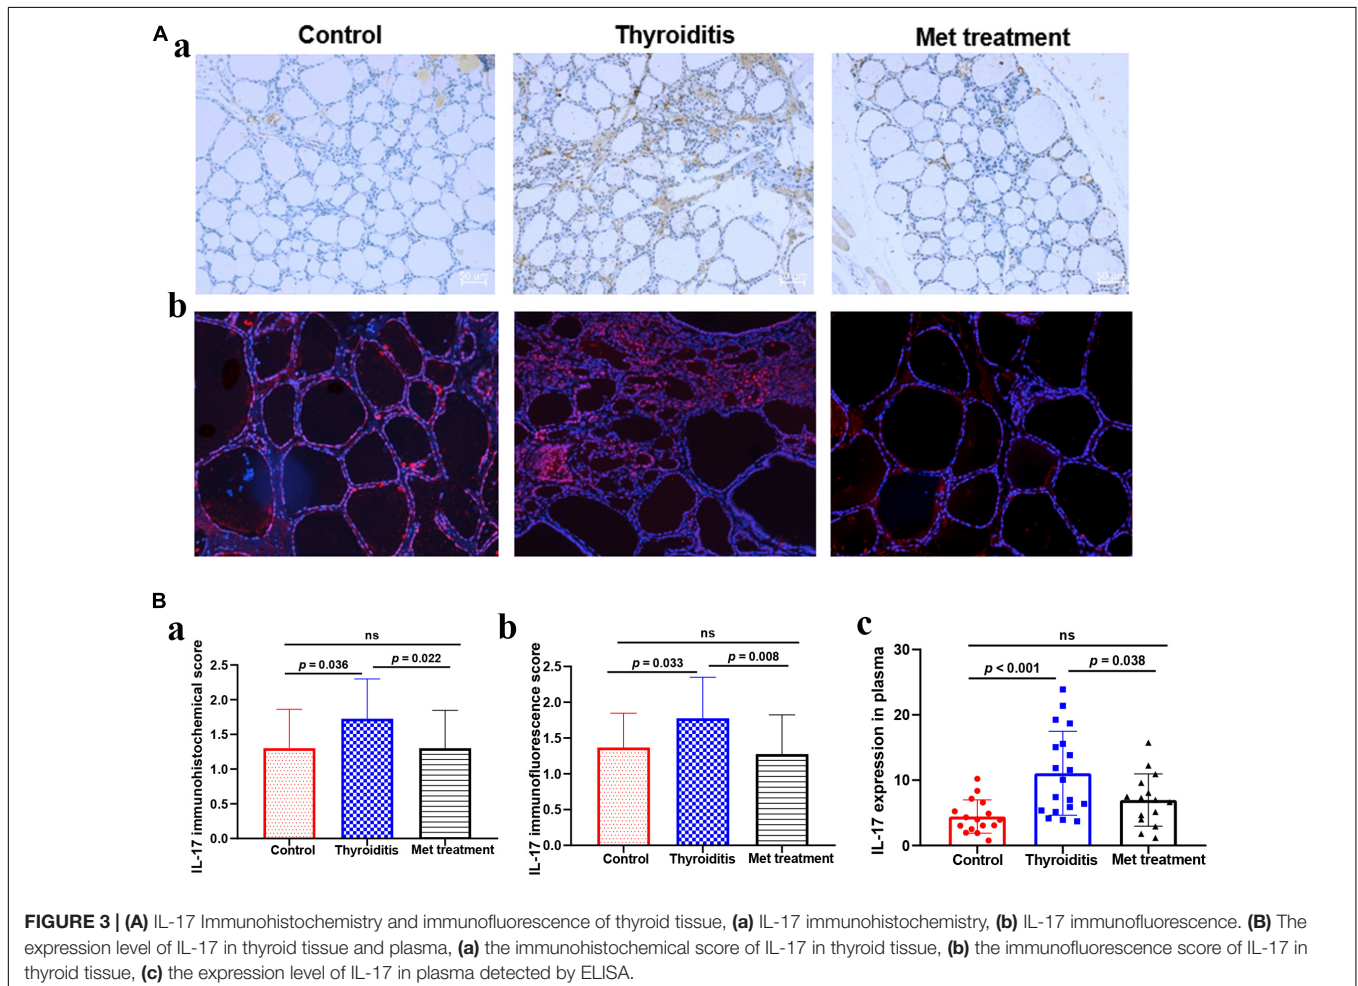 A
a
Control
Thyroiditis
Met treatment
50 µm
50 µm
50 µm
b
B
a
IL-17 immunohistochemical score
2.5
2.0
1.5
1.0
0.5
0.0
ns
p = 0.036
p = 0.022
Control
Thyroiditis
Met treatment
b
IL-17 immunofluorescence score
2.5
2.0
1.5
1.0
0.5
0.0
ns
p = 0.033
p = 0.008
Control
Thyroiditis
Met treatment
c
IL-17 expression in plasma
30
20
10
0
ns
p < 0.001
p = 0.038
Control
Thyroiditis
Met treatment
FIGURE 3 | (A) IL-17 Immunohistochemistry and immunofluorescence of thyroid tissue, (a) IL-17 immunohistochemistry, (b) IL-17 immunofluorescence. (B) The
expression level of IL-17 in thyroid tissue and plasma, (a) the immunohistochemical score of IL-17 in thyroid tissue, (b) the immunofluorescence score of IL-17 in
thyroid tissue, (c) the expression level of IL-17 in plasma detected by ELISA.